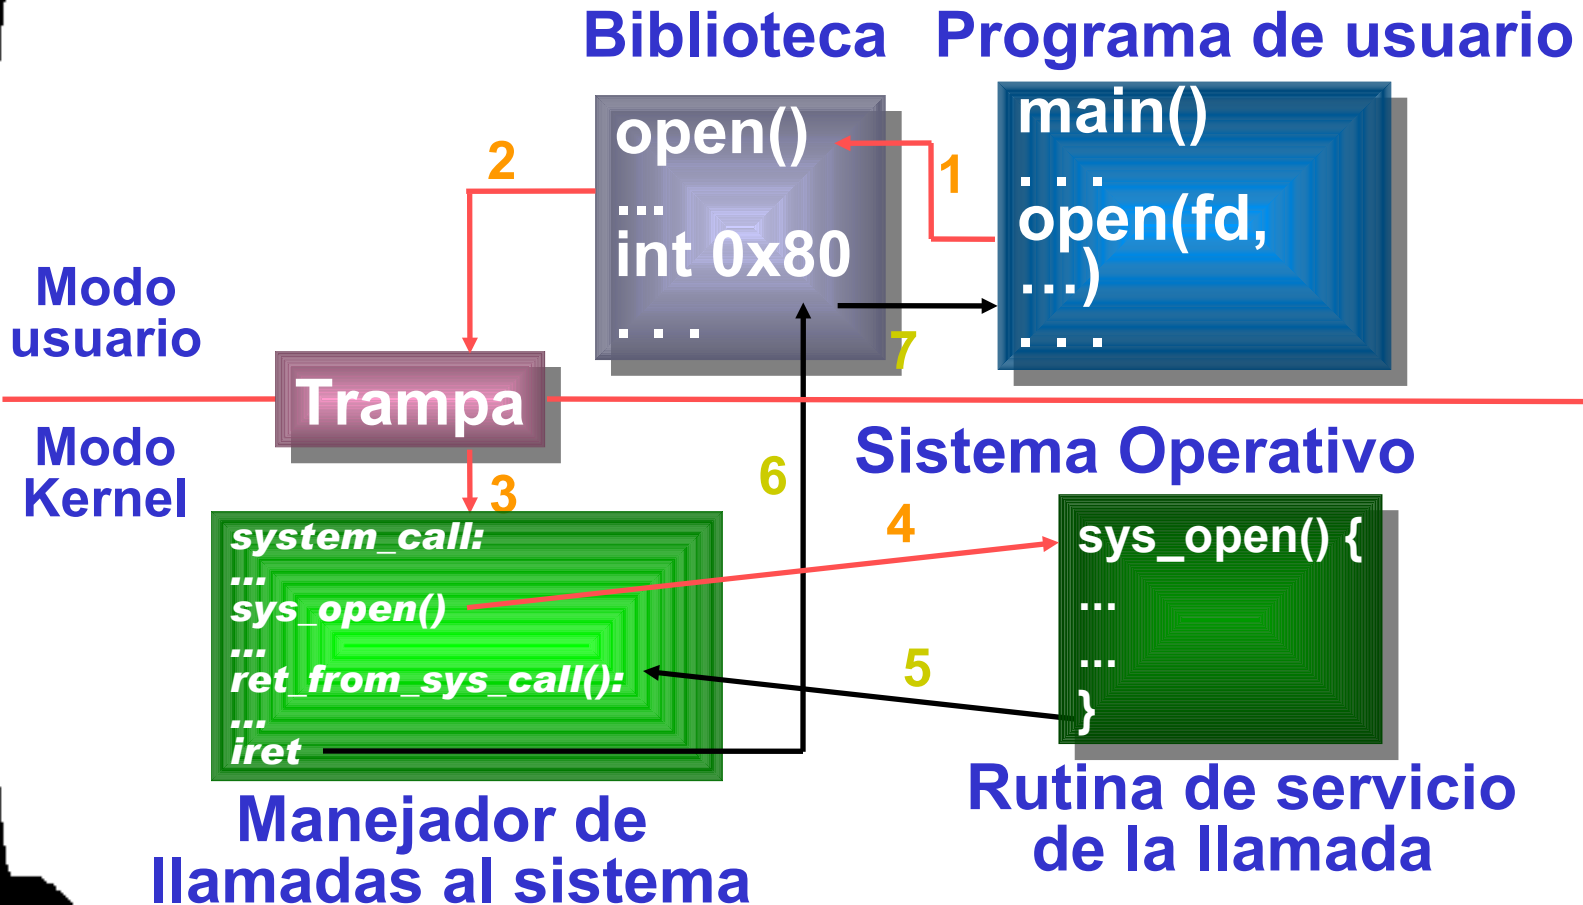 Biblioteca
Programa de usuario
main()
. . .
open(fd,
...)
. . .
1
open()
...
int 0x80
. . .
2
7
Modo
usuario
Trampa
Modo
Kernel
3
6
Sistema Operativo
system_call:
...
sys_open()
...
ret_from_sys_call():
...
iret
4
5
sys_open() {
...
...
}
Manejador de
llamadas al sistema
Rutina de servicio
de la llamada